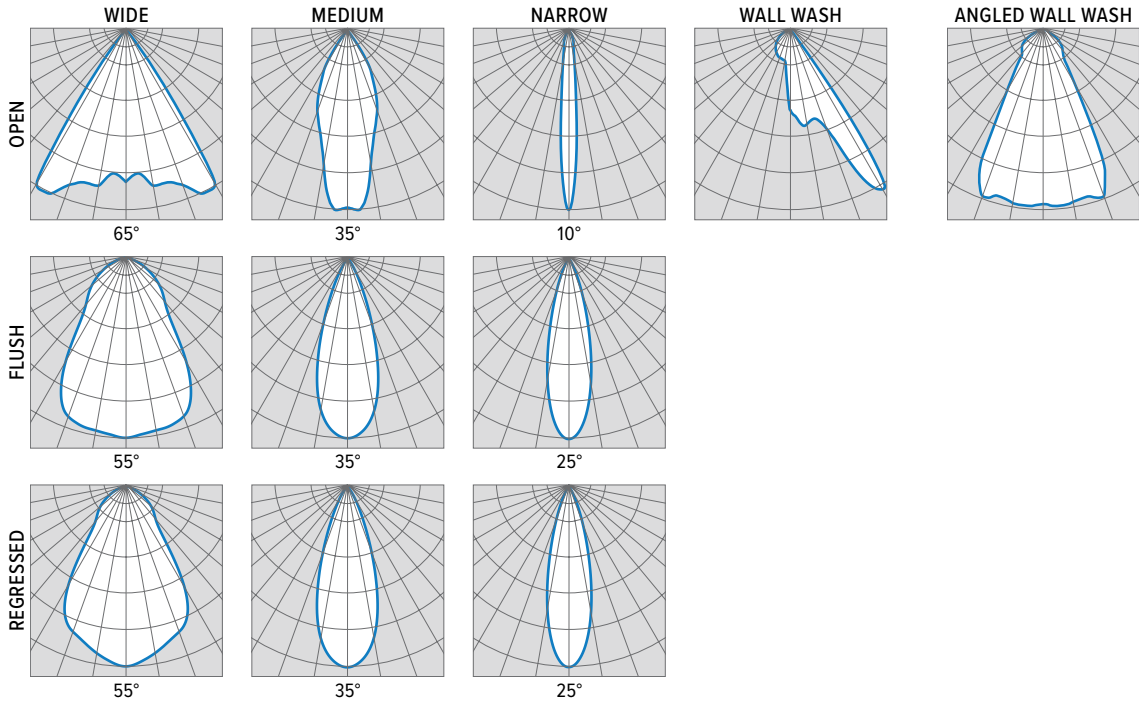 WIDE MEDIUM NARROW WALL WASH ANGLED WALL WASH
OPEN
65° 35° 10°
FLUSH
55° 35° 25°
REGRESSED
55° 35° 25°